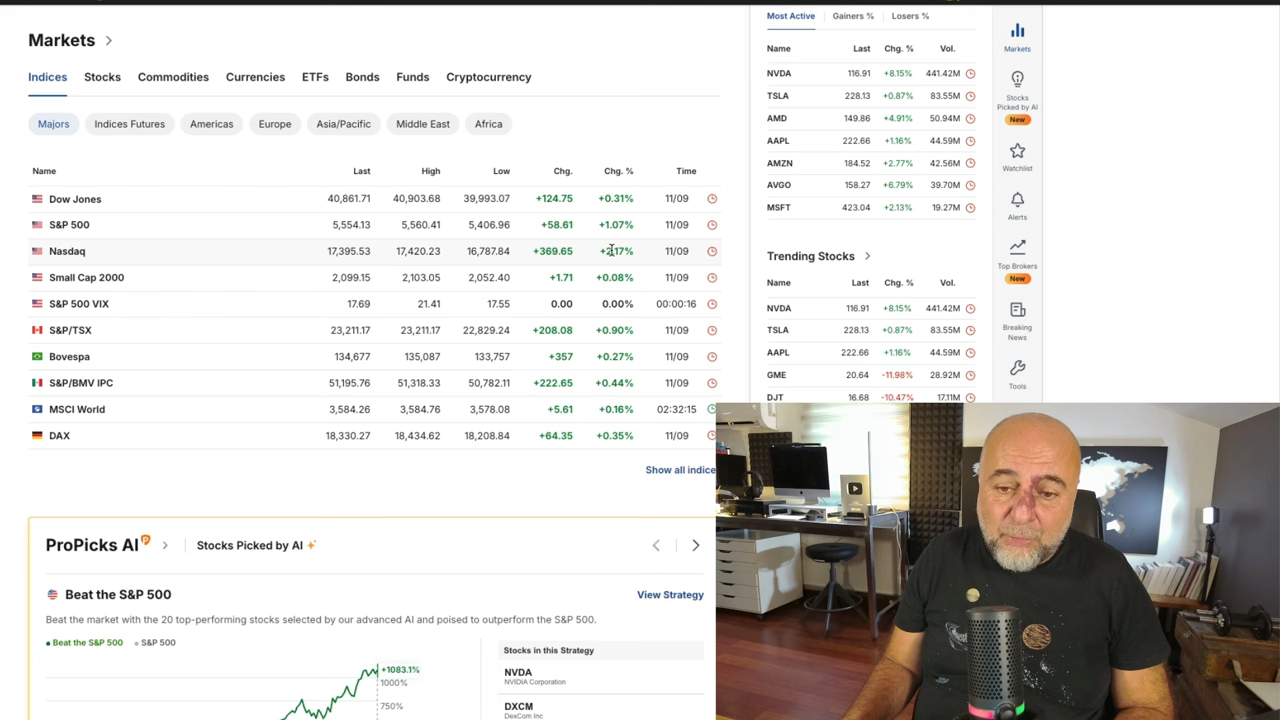 Markets
Indices Stocks Commodities Currencies ETFs Bonds Funds Cryptocurrency
Majors Indices Futures Americas Europe Asia/Pacific Middle East Africa
Name Last High Low Chg. Chg. % Time
Dow Jones 40,861.71 40,903.68 39,993.07 +124.75 +0.31% 11/09
S&P 500 5,554.13 5,560.41 5,406.96 +58.61 +1.07% 11/09
Nasdaq 17,395.53 17,420.23 16,787.84 +369.65 +2.17% 11/09
Small Cap 2000 2,099.15 2,103.05 2,052.40 +1.71 +0.08% 11/09
S&P 500 VIX 17.69 21.41 17.55 0.00 0.00% 00:00:16
S&P/TSX 23,211.17 23,211.17 22,829.24 +208.08 +0.90% 11/09
Bovespa 134,677 135,087 133,757 +357 +0.27% 11/09
S&P/BMV IPC 51,195.76 51,318.33 50,782.11 +222.65 +0.44% 11/09
MSCI World 3,584.26 3,584.76 3,578.08 +5.61 +0.16% 02:32:15
DAX 18,330.27 18,434.62 18,208.84 +64.35 +0.35% 11/09
Show all indice
ProPicks AI Stocks Picked by AI
Beat the S&P 500 View Strategy
Beat the market with the 20 top-performing stocks selected by our advanced AI and poised to outperform the S&P 500.
Beat the S&P 500 S&P 500
+1083.1%
1000%
750%
Stocks in this Strategy
NVDA
NVIDIA Corporation
DXCM
DexCom Inc
Most Active Gainers % Losers %
Name Last Chg. % Vol.
NVDA 116.91 +8.15% 441.42M
TSLA 228.13 +0.87% 83.55M
AMD 149.86 +4.91% 50.94M
AAPL 222.66 +1.16% 44.59M
AMZN 184.52 +2.77% 42.56M
AVGO 158.27 +6.79% 39.70M
MSFT 423.04 +2.13% 19.27M
Trending Stocks
Name Last Chg. % Vol.
NVDA 116.91 +8.15% 441.42M
TSLA 228.13 +0.87% 83.55M
AAPL 222.66 +1.16% 44.59M
GME 20.64 -11.98% 28.92M
DJT 16.68 -10.47% 17.11M
Markets
Stocks
Picked by AI
New
Watchlist
Alerts
Top Brokers
New
Breaking
News
Tools